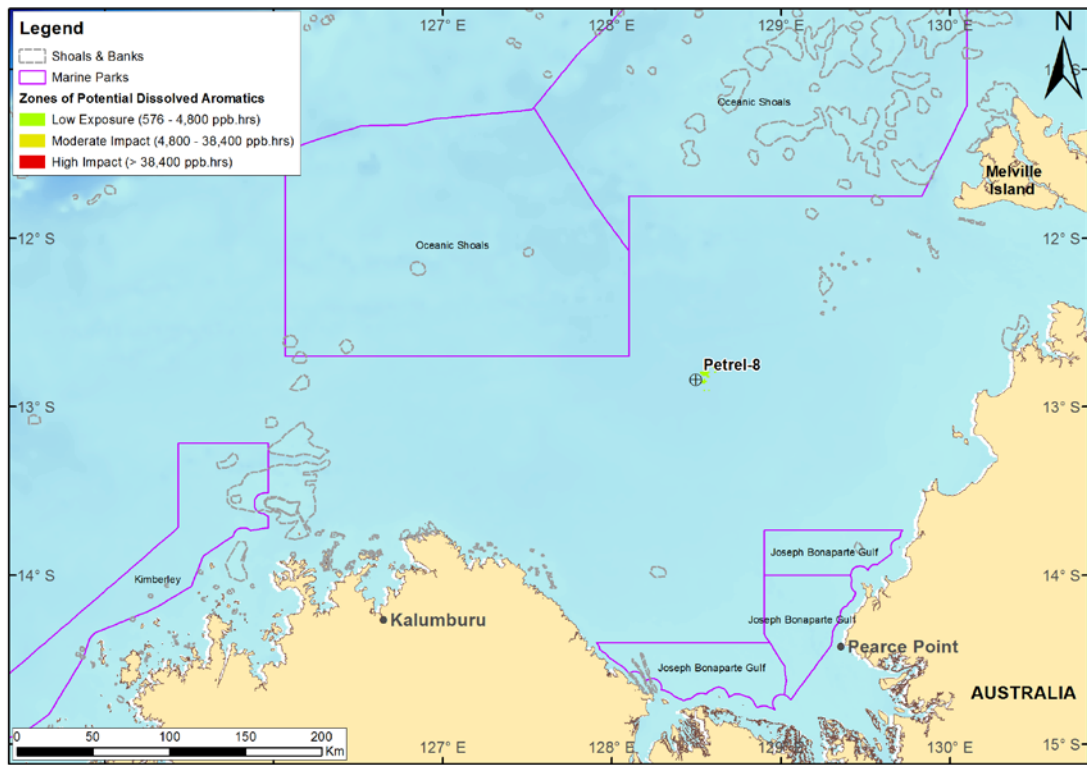 127° E
128° E
129° E
130° E
Legend
Shoals & Banks
Marine Parks
Zones of Potential Dissolved Aromatics
Low Exposure (576 - 4,800 ppb.hrs)
Moderate Impact (4,800 - 38,400 ppb.hrs)
High Impact (> 38,400 ppb.hrs)
N
Oceanic Shoals
Melville
Island
12° S
Oceanic Shoals
12° S
Petrel-8
13° S
13° S
Joseph Bonaparte Gulf
14° S
Kimberley
14° S
Kalumburu
Joseph Bonaparte Gulf
Pearce Point
Joseph Bonaparte Gulf
AUSTRALIA
0 50 100 150 200
Km
127° E
128° E
129° E
130° E
15° S